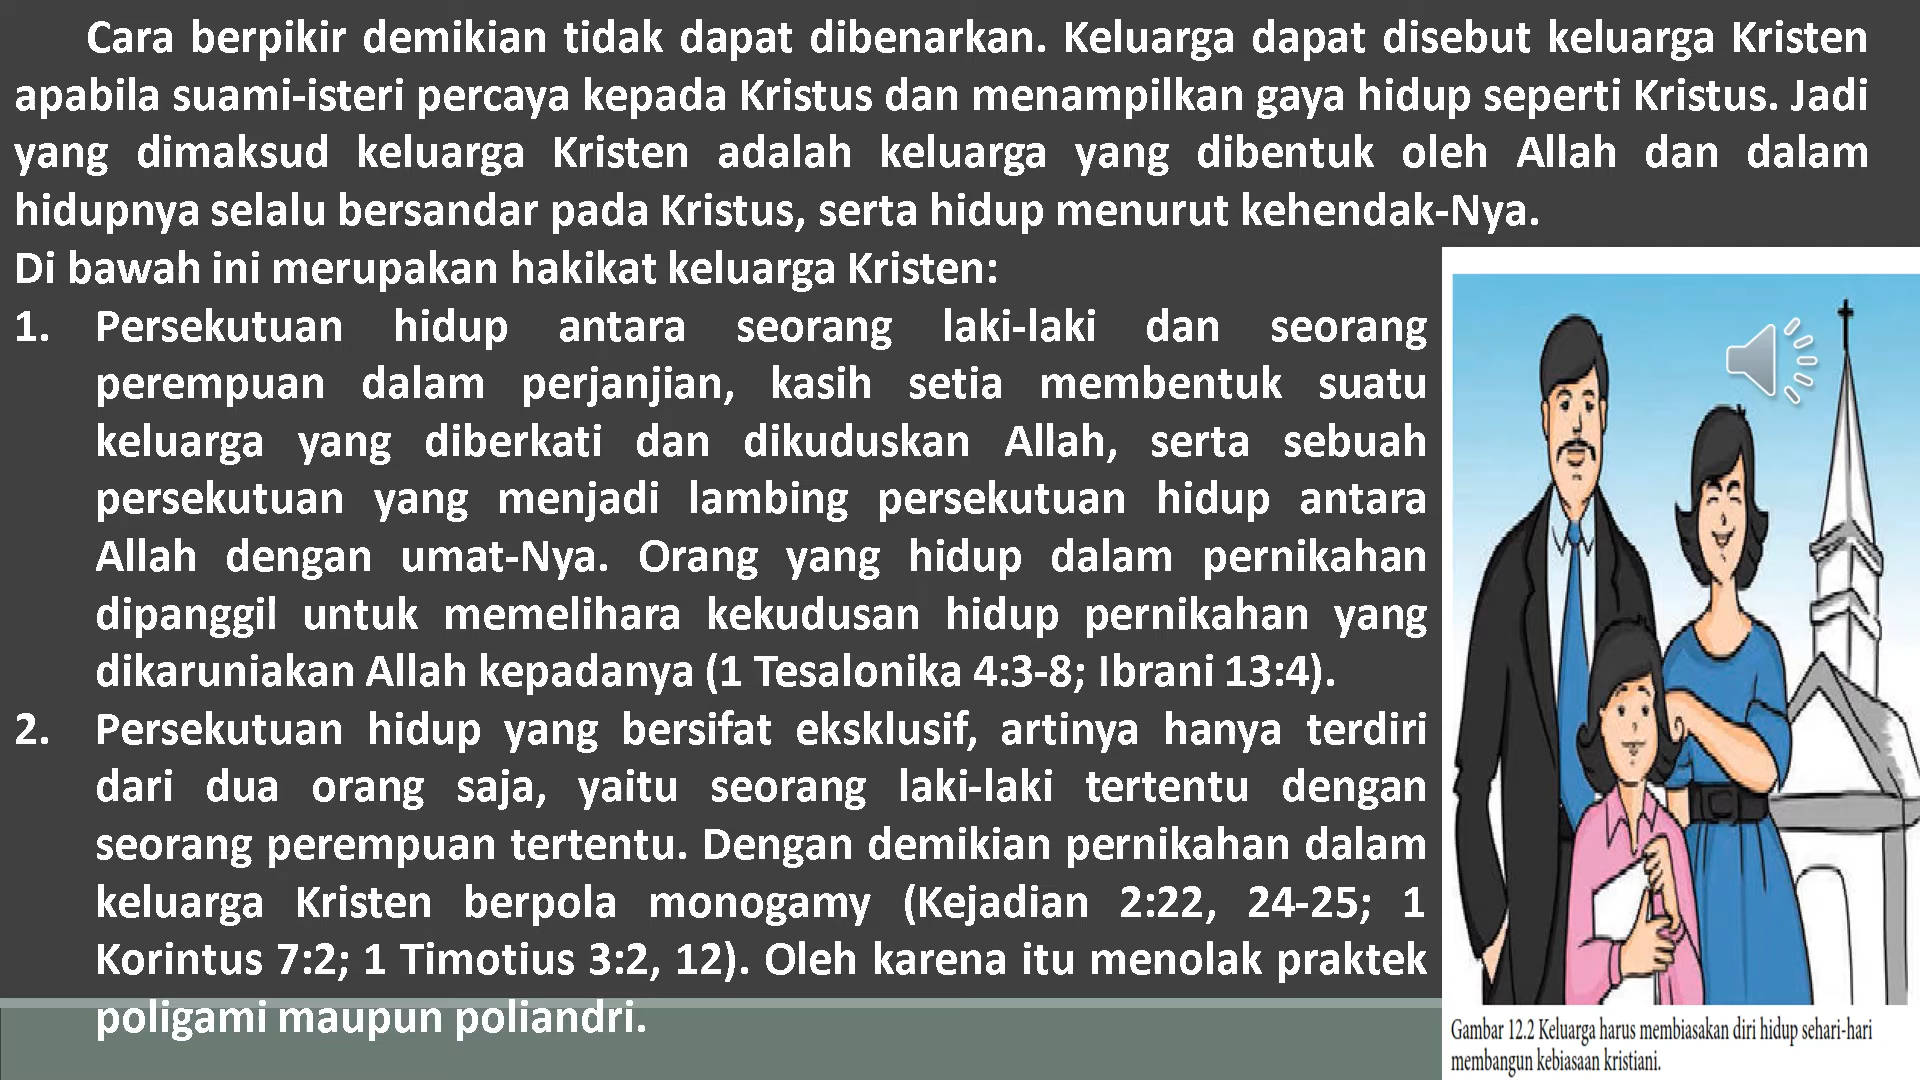 Cara berpikir demikian tidak dapat dibenarkan. Keluarga dapat disebut keluarga Kristen
apabila suami-isteri percaya kepada Kristus dan menampilkan gaya hidup seperti Kristus. Jadi
yang dimaksud keluarga Kristen adalah keluarga yang dibentuk oleh Allah dan dalam
hidupnya selalu bersandar pada Kristus, serta hidup menurut kehendak-Nya.
Di bawah ini merupakan hakikat keluarga Kristen:
1. Persekutuan hidup antara seorang laki-laki dan seorang
perempuan dalam perjanjian, kasih setia membentuk suatu
keluarga yang diberkati dan dikuduskan Allah, serta sebuah
persekutuan yang menjadi lambing persekutuan hidup antara
Allah dengan umat-Nya. Orang yang hidup dalam pernikahan
dipanggil untuk memelihara kekudusan hidup pernikahan yang
dikaruniakan Allah kepadanya (1 Tesalonika 4:3-8; Ibrani 13:4).
2. Persekutuan hidup yang bersifat eksklusif, artinya hanya terdiri
dari dua orang saja, yaitu seorang laki-laki tertentu dengan
seorang perempuan tertentu. Dengan demikian pernikahan dalam
keluarga Kristen berpola monogamy (Kejadian 2:22, 24-25; 1
Korintus 7:2; 1 Timotius 3:2, 12). Oleh karena itu menolak praktek
poligami maupun poliandri.
Gambar 12.2 Keluarga harus membiasakan diri hidup sehari-hari
membangun kebiasaan kristiani.